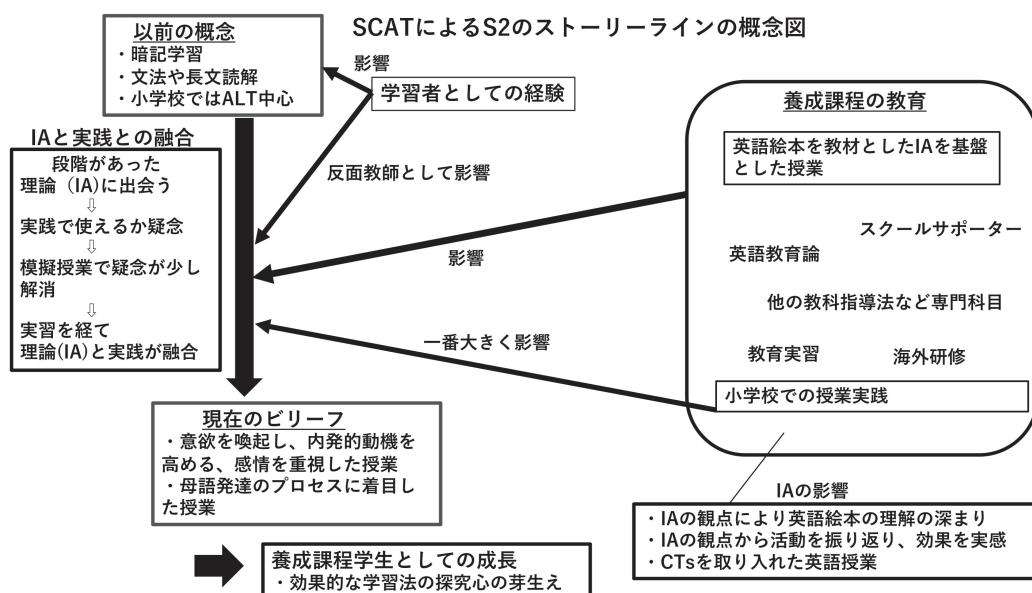 SCATによるS2のストーリーラインの概念図
以前の概念
・暗記学習
・文法や長文読解
・小学校ではALT中心
影響
学習者としての経験
反面教師として影響
IAと実践との融合
段階があった
理論（IA)に出会う
⇩
実践で使えるか疑念
⇩
模擬授業で疑念が少し
解消
⇩
実習を経て
理論(IA)と実践が融合
養成課程の教育
英語絵本を教材としたIAを基盤
とした授業
スクールサポーター
英語教育論
他の教科指導法など専門科目
教育実習
海外研修
小学校での授業実践
影響
一番大きく影響
現在のビリーフ
・意欲を喚起し、内発的動機を
高める、感情を重視した授業
・母語発達のプロセスに着目し
た授業
IAの影響
・IAの観点により英語絵本の理解の深まり
・IAの観点から活動を振り返り、効果を実感
・CTsを取り入れた英語授業
養成課程学生としての成長
・効果的な学習法の探究心の芽生え